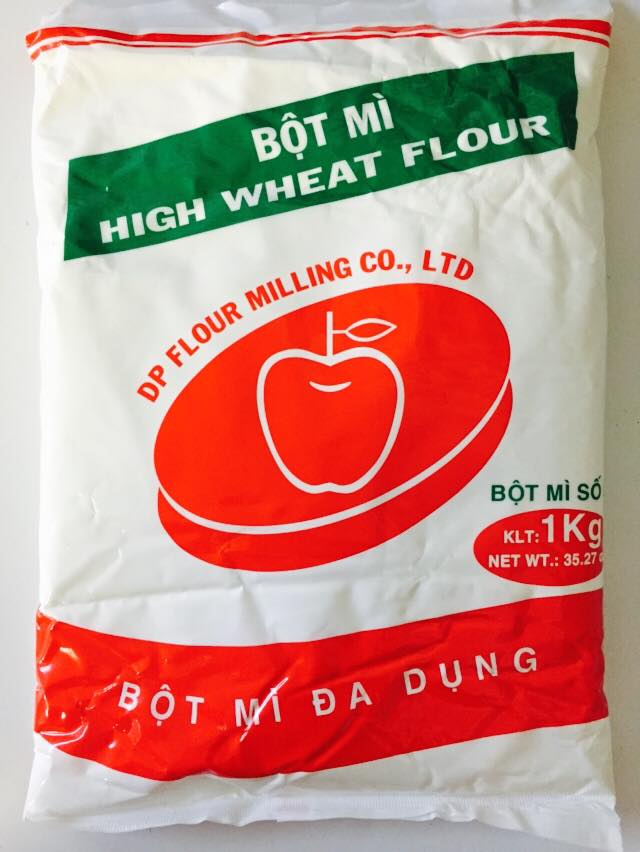 BỘT MÌ
HIGH WHEAT FLOUR
DP FLOUR MILLING CO., LTD
BỘT MÌ SỐ
KLT: 1Kg
NET WT.: 35.27
BỘT MÌ ĐA DỤNG